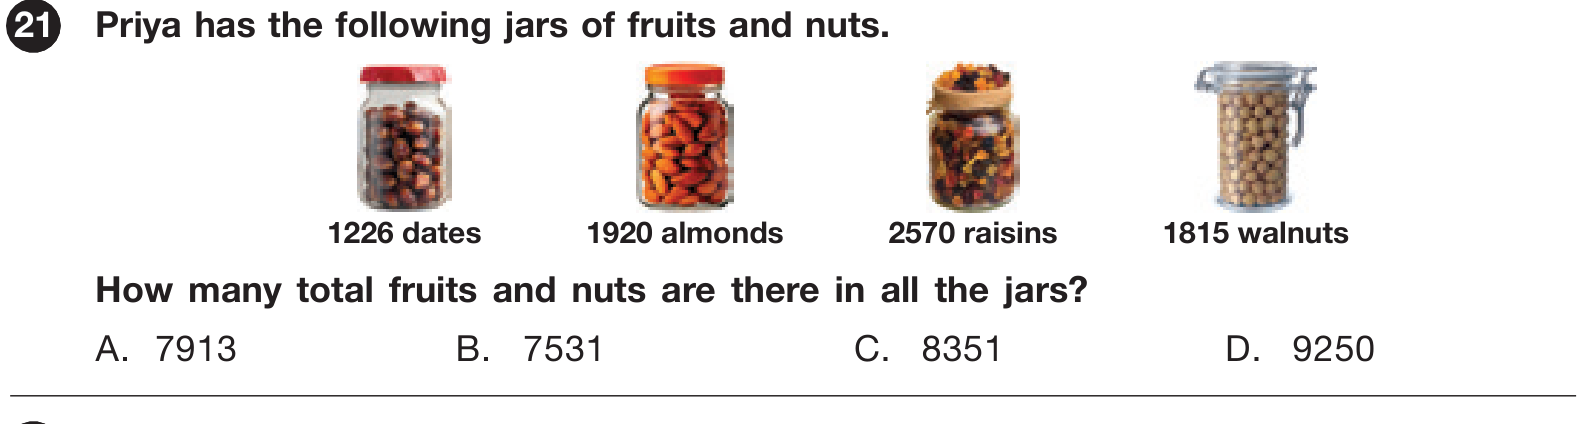 21 Priya has the following jars of fruits and nuts.
1226 dates 1920 almonds 2570 raisins 1815 walnuts
How many total fruits and nuts are there in all the jars?
A. 7913 B. 7531 C. 8351 D. 9250